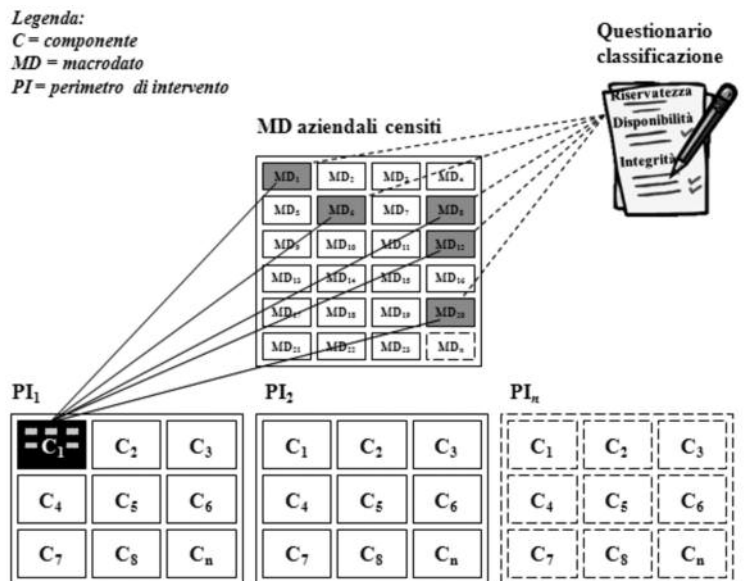 Legenda:
C = componente
MD = macrodato
PI = perimetro di intervento
Questionario
classificazione
Riservatezza
Disponibilità
Integrità
MD aziendali censiti
MD₁ MD₂ MD₃ MD₄
MD₅ MD₆ MD₇ MD₈
MD₉ MD₁₀ MD₁₁ MD₁₂
MD₁₃ MD₁₄ MD₁₅ MD₁₆
MD₁₇ MD₁₈ MD₁₉ MD₂₀
MD₂₁ MD₂₂ MD₂₃ MDₙ
PI₁ PI₂ PIₙ
C₁ C₂ C₃ C₁ C₂ C₃ C₁ C₂ C₃
C₄ C₅ C₆ C₄ C₅ C₆ C₄ C₅ C₆
C₇ C₈ Cₙ C₇ C₈ Cₙ C₇ C₈ Cₙ